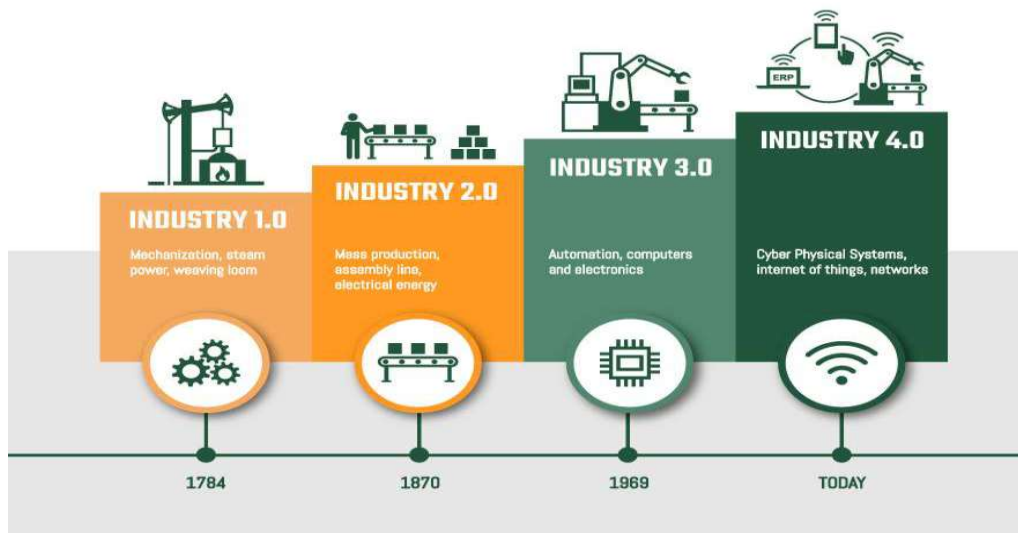 ERP
INDUSTRY 1.0
Mechanization, steam
power, weaving loom
INDUSTRY 2.0
Mass production,
assembly line,
electrical energy
INDUSTRY 3.0
Automation, computers
and electronics
INDUSTRY 4.0
Cyber Physical Systems,
internet of things, networks
1784
1870
1969
TODAY